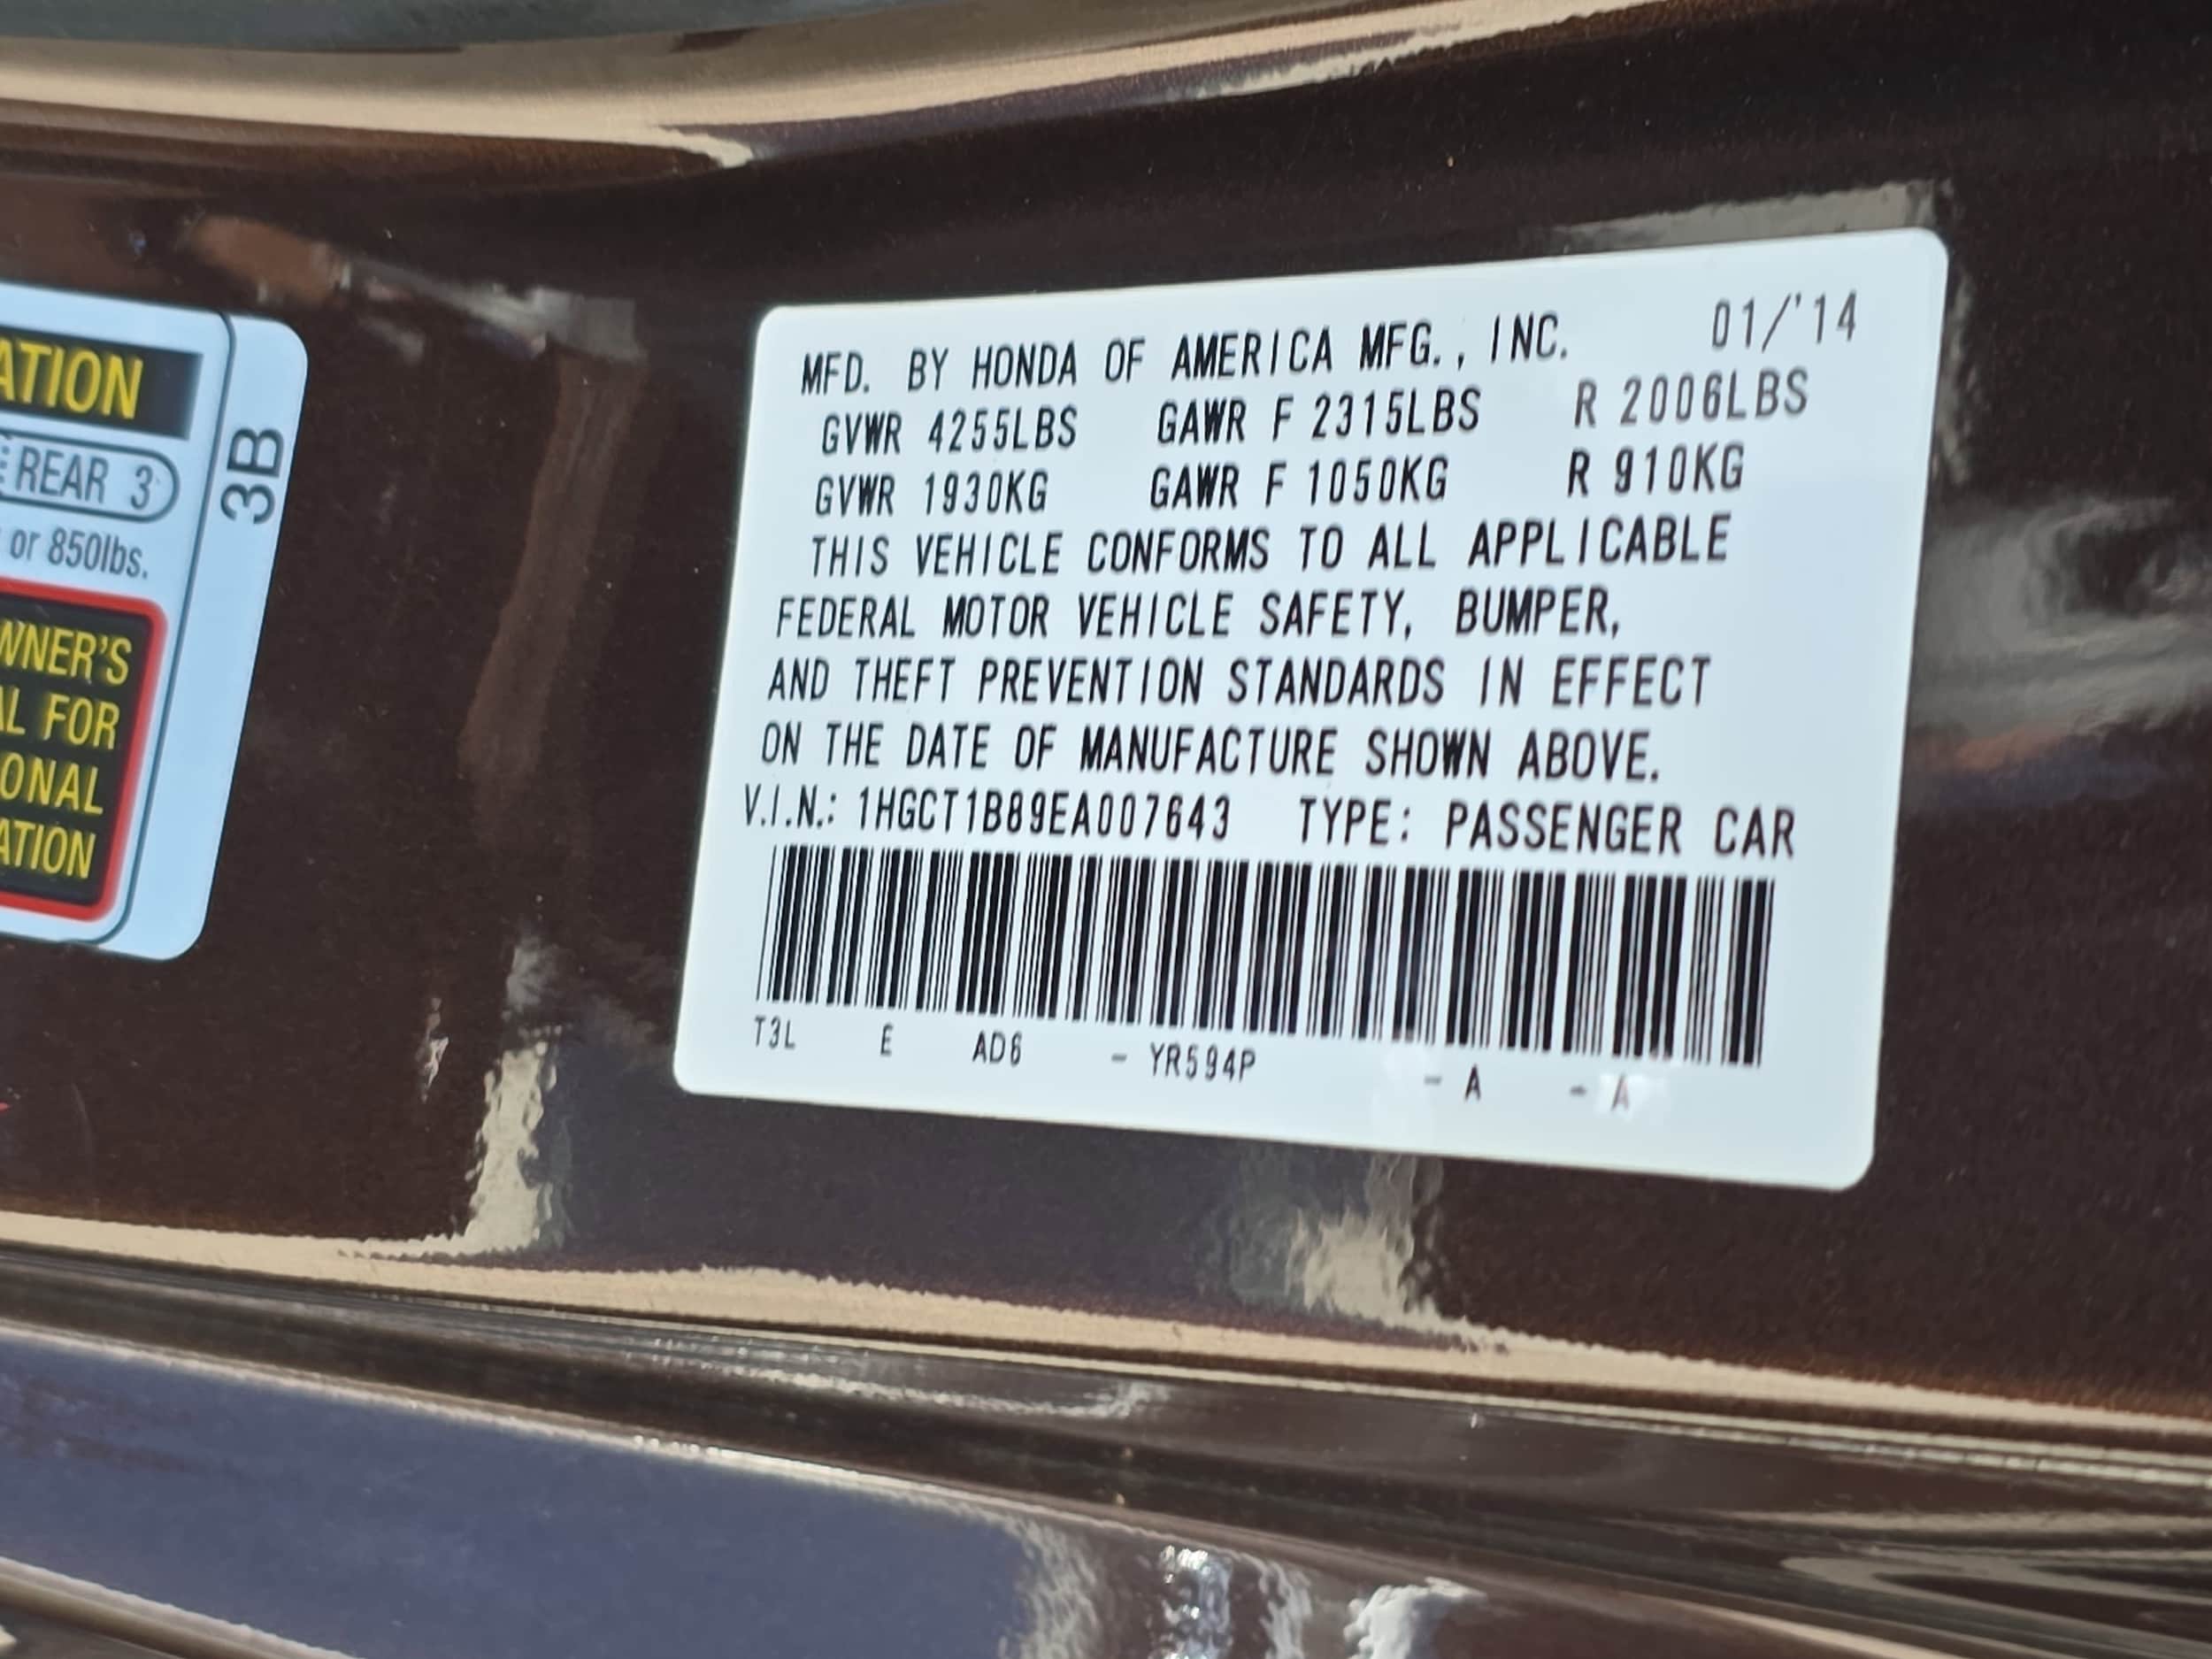 ATION
REAR 3
or 850lbs.
WNER'S
AL FOR
ONAL
ATION
3B
MFD. BY HONDA OF AMERICA MFG., INC. 01/'14
GVWR 4255LBS GAWR F 2315LBS R 2006LBS
GVWR 1930KG GAWR F 1050KG R 910KG
THIS VEHICLE CONFORMS TO ALL APPLICABLE
FEDERAL MOTOR VEHICLE SAFETY, BUMPER,
AND THEFT PREVENTION STANDARDS IN EFFECT
ON THE DATE OF MANUFACTURE SHOWN ABOVE.
V.I.N.: 1HGCT1B89EA007643 TYPE: PASSENGER CAR
T3L E AD6 - YR594P - A - A